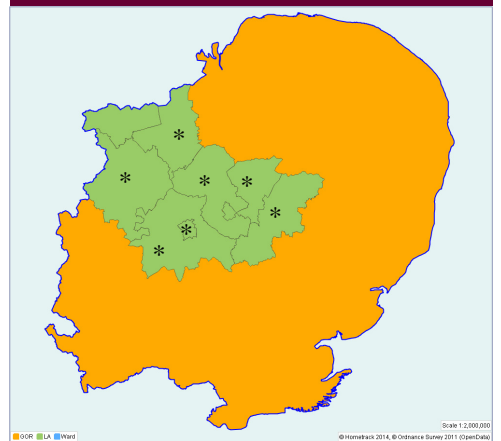 *
* * *
*
*
*
Scale 1:2,000,000
GOR LA Ward
© Hometrack 2014, © Ordnance Survey 2011 (OpenData)